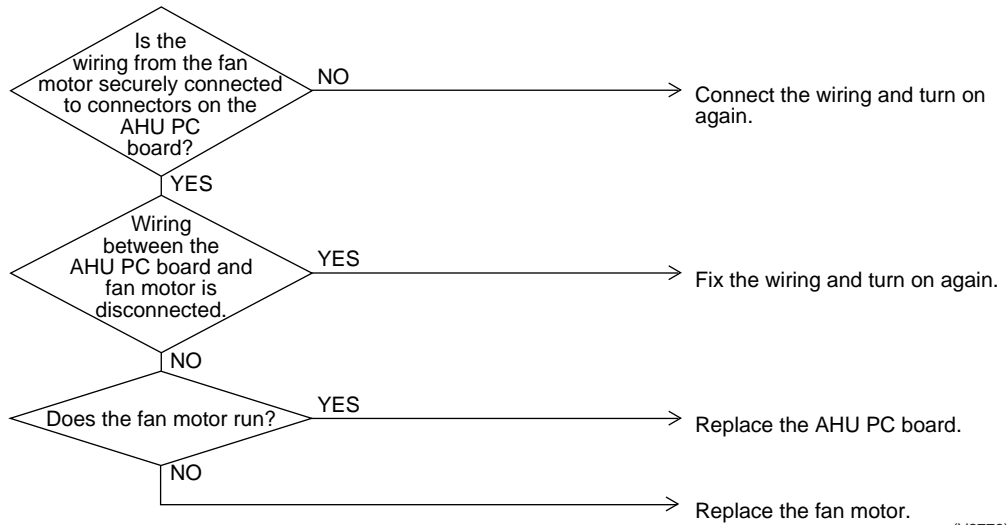 Is the
wiring from the fan
motor securely connected
to connectors on the
AHU PC
board?
NO
Connect the wiring and turn on
again.
YES
Wiring
between the
AHU PC board and
fan motor is
disconnected.
YES
Fix the wiring and turn on again.
NO
Does the fan motor run?
YES
Replace the AHU PC board.
NO
Replace the fan motor.